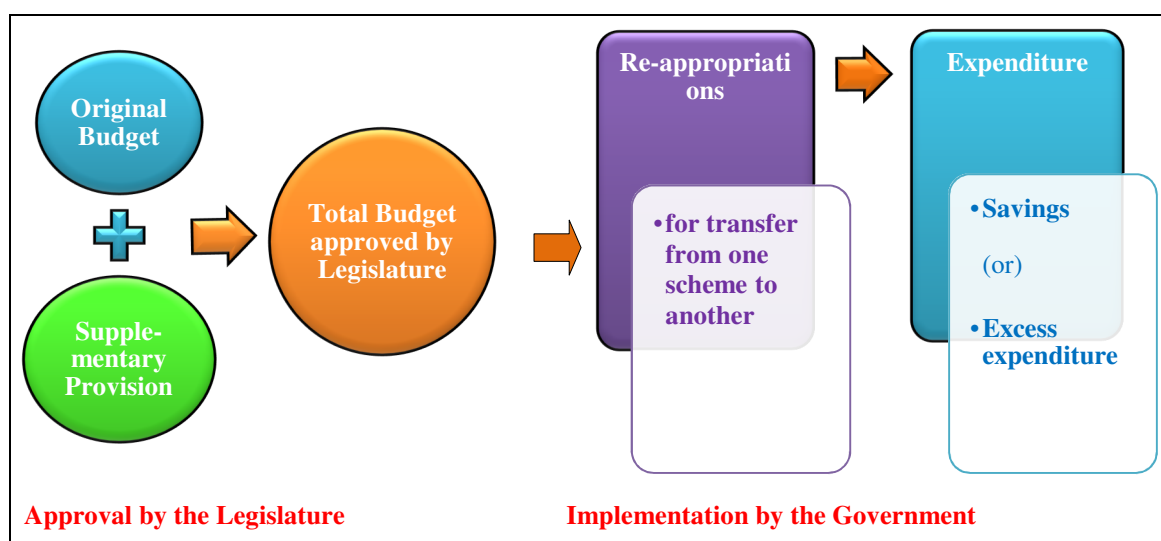 Original
Budget
Supple-
mentary
Provision
Total Budget
approved by
Legislature
Re-appropriati
ons
•for transfer
from one
scheme to
another
Expenditure
•Savings
(or)
•Excess
expenditure
Approval by the Legislature
Implementation by the Government